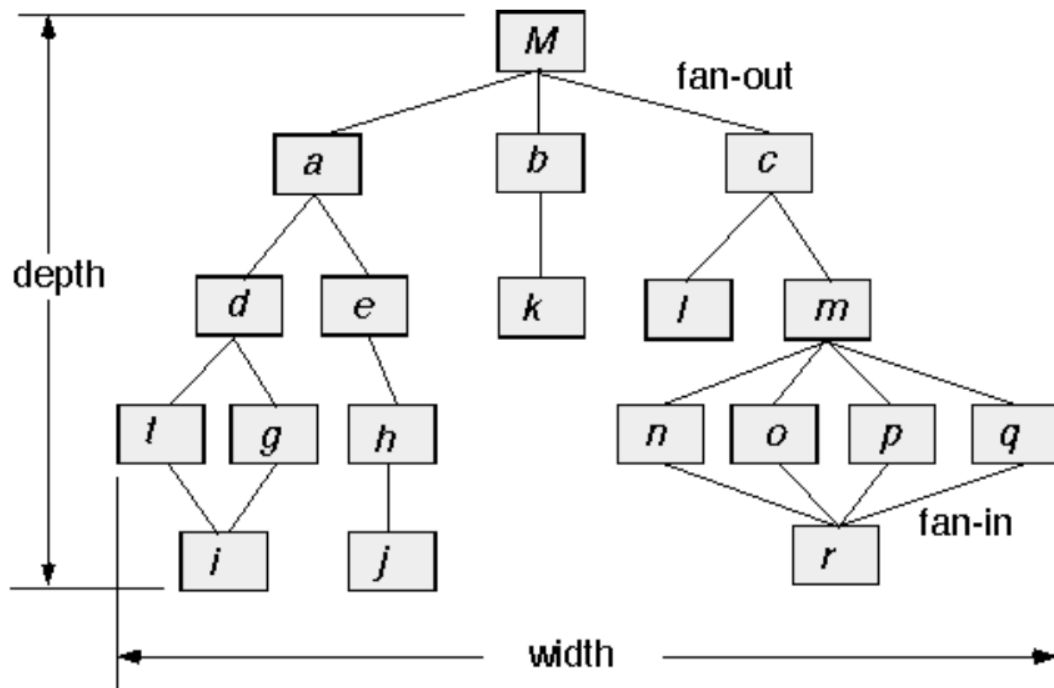 M
fan-out
a b c
depth
d e k l m
t g h n o p q
fan-in
i j r
width